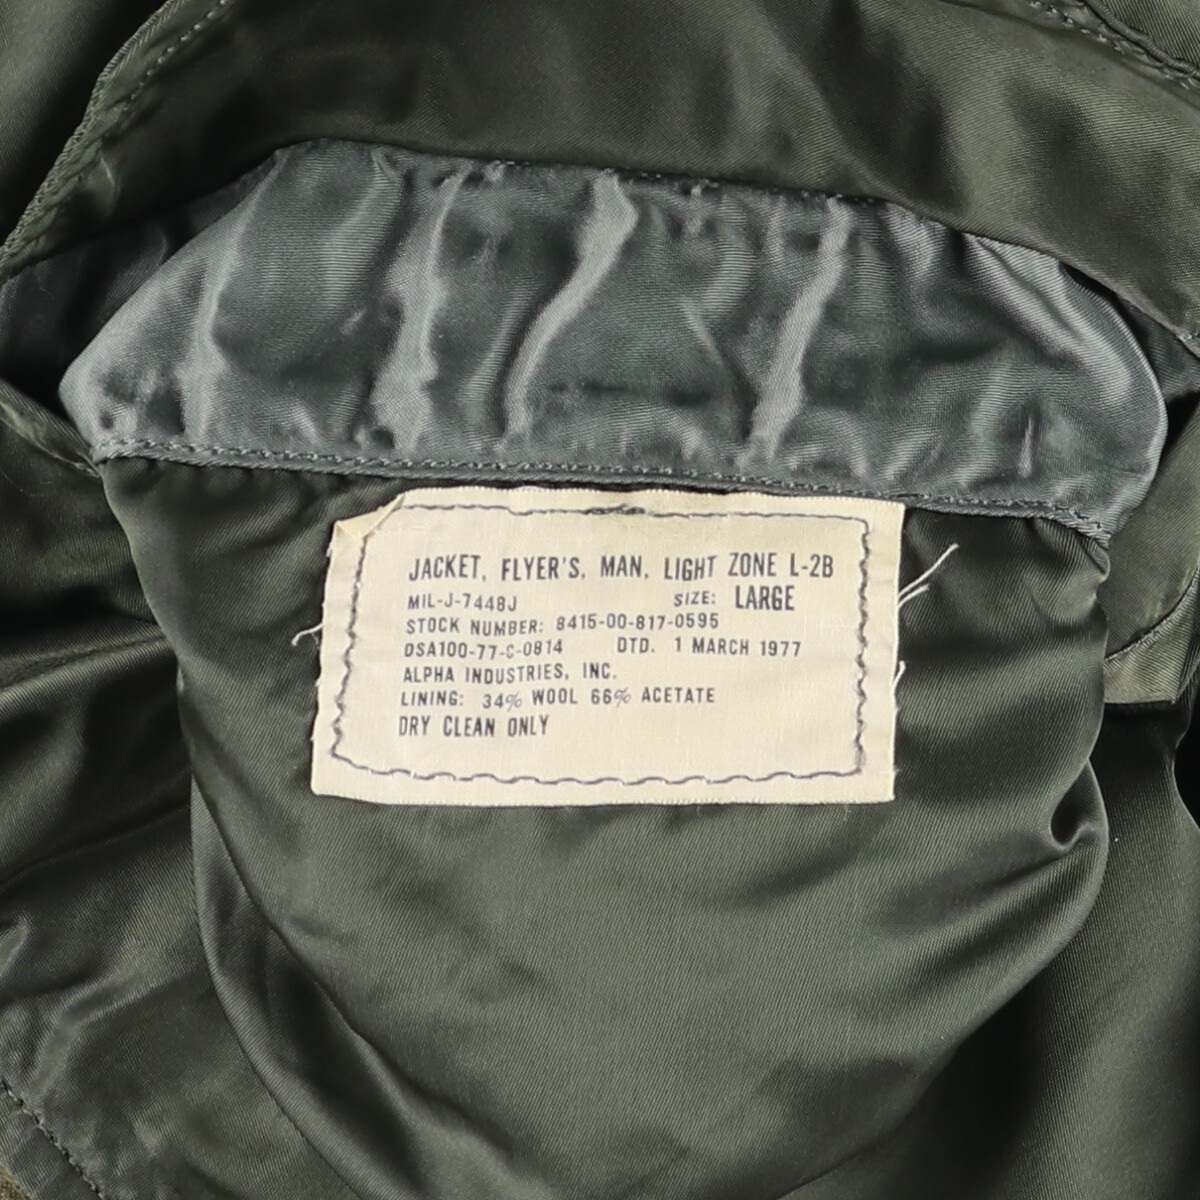 JACKET, FLYER'S, MAN, LIGHT ZONE L-2B
MIL-J-7448J SIZE: LARGE
STOCK NUMBER: 8415-00-817-0595
DSA100-77-C-0814 DTD. 1 MARCH 1977
ALPHA INDUSTRIES, INC.
LINING: 34% WOOL 66% ACETATE
DRY CLEAN ONLY